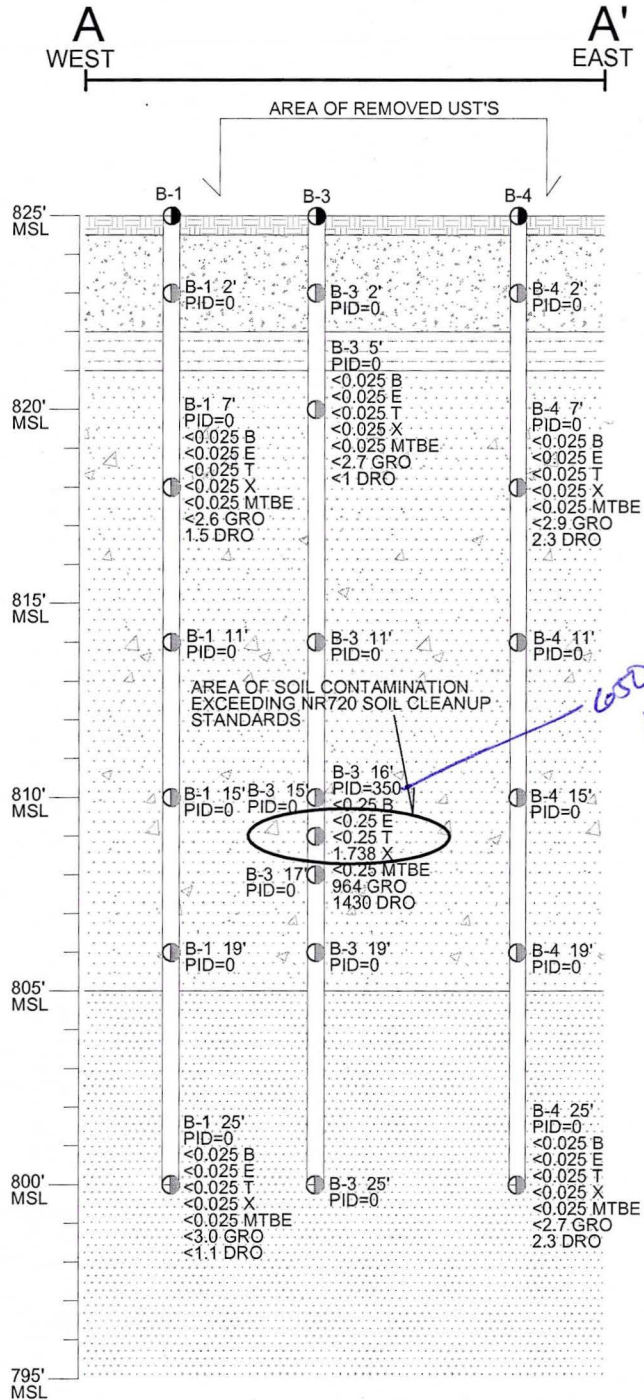 A
WEST
A'
EAST
AREA OF REMOVED UST'S
B-1
B-3
B-4
825'
MSL
B-1 2'
PID=0
B-3 2'
PID=0
B-4 2'
PID=0
B-3 5'
PID=0
<0.025 B
<0.025 E
<0.025 T
<0.025 X
<0.025 MTBE
<2.7 GRO
<1 DRO
820'
MSL
B-1 7'
PID=0
<0.025 B
<0.025 E
<0.025 T
<0.025 X
<0.025 MTBE
<2.6 GRO
1.5 DRO
B-4 7'
PID=0
<0.025 B
<0.025 E
<0.025 T
<0.025 X
<0.025 MTBE
<2.9 GRO
2.3 DRO
815'
MSL
B-1 11'
PID=0
B-3 11'
PID=0
B-4 11'
PID=0
AREA OF SOIL CONTAMINATION
EXCEEDING NR720 SOIL CLEANUP
STANDARDS
650
810'
MSL
B-1 15'
PID=0
B-3 15'
PID=0
B-3 16'
PID=350
<0.25 B
<0.25 E
<0.25 T
1.738 X
<0.25 MTBE
964 GRO
1430 DRO
B-4 15'
PID=0
B-3 17'
PID=0
B-1 19'
PID=0
B-3 19'
PID=0
B-4 19'
PID=0
805'
MSL
B-1 25'
PID=0
<0.025 B
<0.025 E
<0.025 T
<0.025 X
<0.025 MTBE
<3.0 GRO
<1.1 DRO
B-3 25'
PID=0
B-4 25'
PID=0
<0.025 B
<0.025 E
<0.025 T
<0.025 X
<0.025 MTBE
<2.7 GRO
2.3 DRO
800'
MSL
795'
MSL